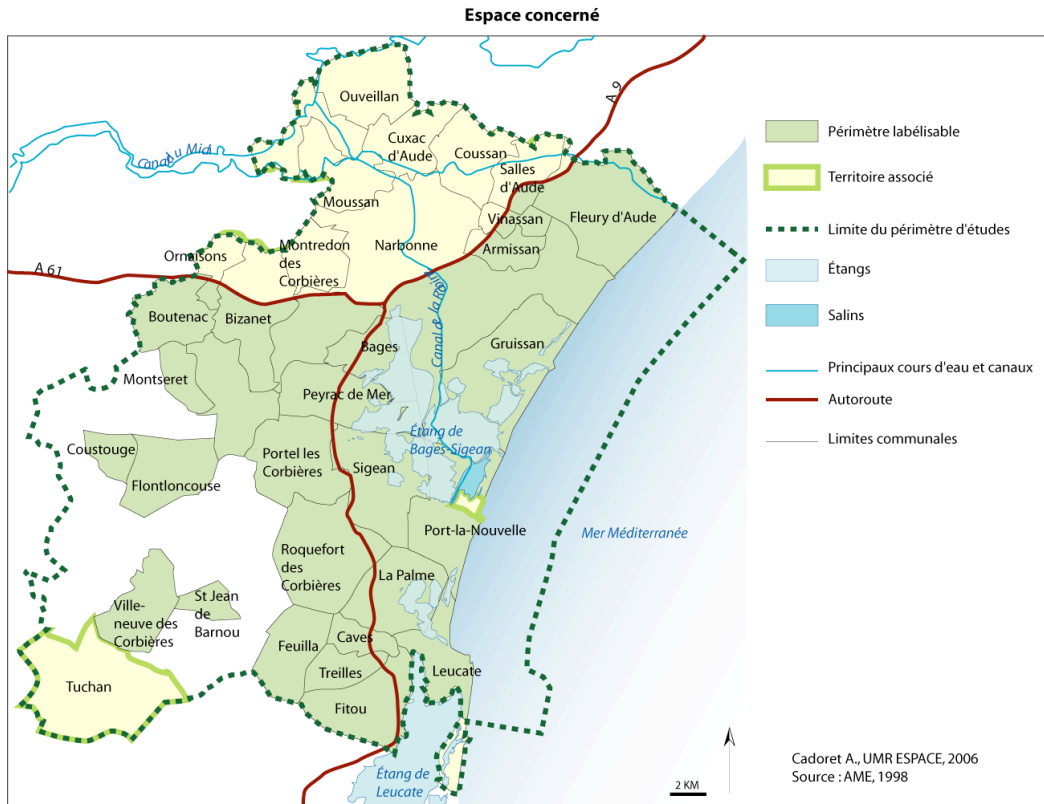 Espace concerné
A 9
Ouveillan
Cuxac
d'Aude
Coussan
Canal du Midi
Salles
d'Aude
Moussan
Vinassan
Fleury d'Aude
Narbonne
Armissan
Montredon
des
Corbières
Ornaisons
A 61
Canal de la Robine
Boutenac
Bizanet
Bages
Gruissan
Montseret
Peyrac de Mer
Étang de
Bages-Sigean
Coustouge
Portel les
Corbières
Sigean
Flontloncouse
Port-la-Nouvelle
Mer Méditerranée
Roquefort
des
Corbières
La Palme
St Jean
de
Barnou
Ville-
neuve des
Corbières
Caves
Feuilla
Treilles
Leucate
Tuchan
Fitou
Étang de
Leucate
2 KM
Périmètre labélisable
Territoire associé
Limite du périmètre d'études
Étangs
Salins
Principaux cours d'eau et canaux
Autoroute
Limites communales
Cadoret A., UMR ESPACE, 2006
Source : AME, 1998